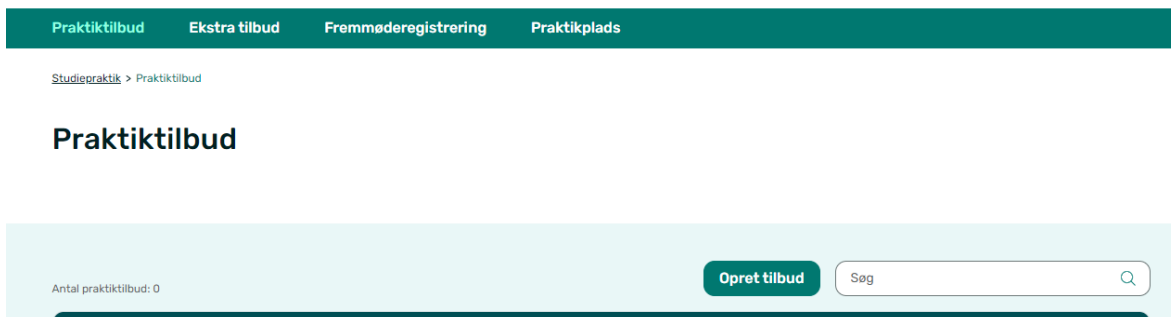 Praktiktilbud Ekstra tilbud Fremmøderegistrering Praktikplads
Studiepraktik > Praktiktilbud
Praktiktilbud
Opret tilbud Søg
Antal praktiktilbud: 0